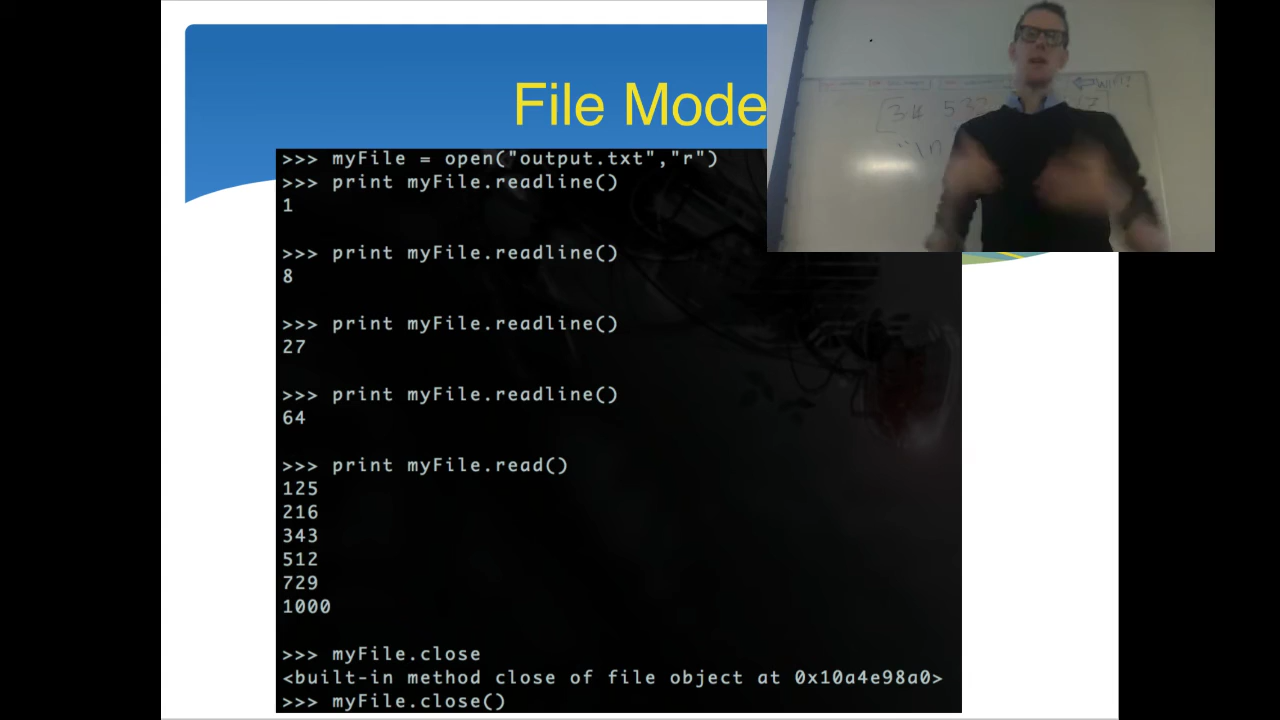 File Mode
>>> myFile = open("output.txt","r")
>>> print myFile.readline()
1
>>> print myFile.readline()
8
>>> print myFile.readline()
27
>>> print myFile.readline()
64
>>> print myFile.read()
125
216
343
512
729
1000
>>> myFile.close
<built-in method close of file object at 0x10a4e98a0>
>>> myFile.close()
34 532
"\n